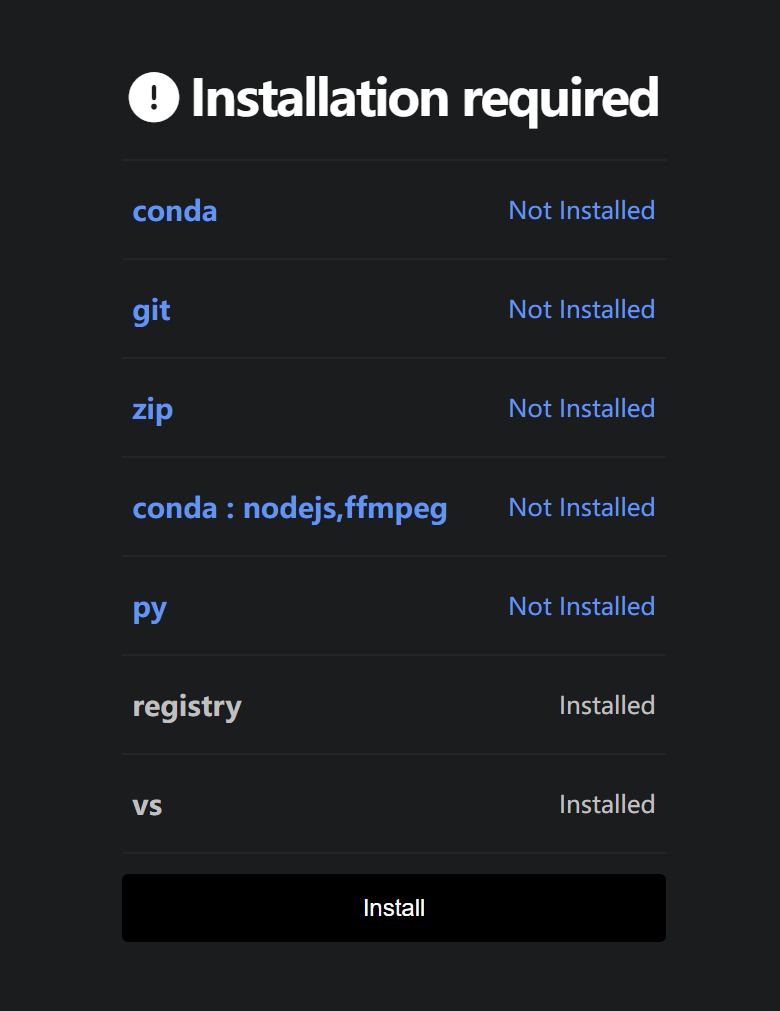 Installation required
conda Not Installed
git Not Installed
zip Not Installed
conda : nodejs,ffmpeg Not Installed
py Not Installed
registry Installed
vs Installed
Install